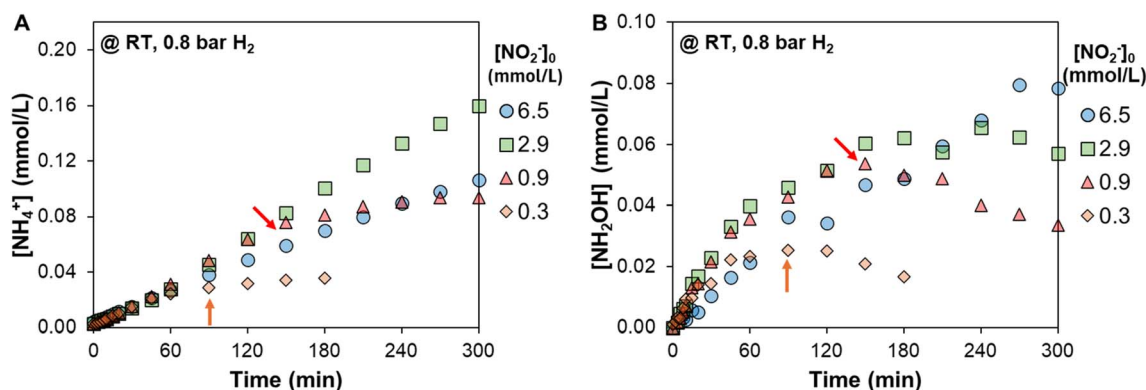 A
@ RT, 0.8 bar H₂
[NH₄⁺] (mmol/L)
0.20
0.16
0.12
0.08
0.04
0.00
0 60 120 180 240 300
Time (min)
[NO₂⁻]₀
(mmol/L)
6.5
2.9
0.9
0.3
B
@ RT, 0.8 bar H₂
[NH₂OH] (mmol/L)
0.10
0.08
0.06
0.04
0.02
0.00
0 60 120 180 240 300
Time (min)
[NO₂⁻]₀
(mmol/L)
6.5
2.9
0.9
0.3